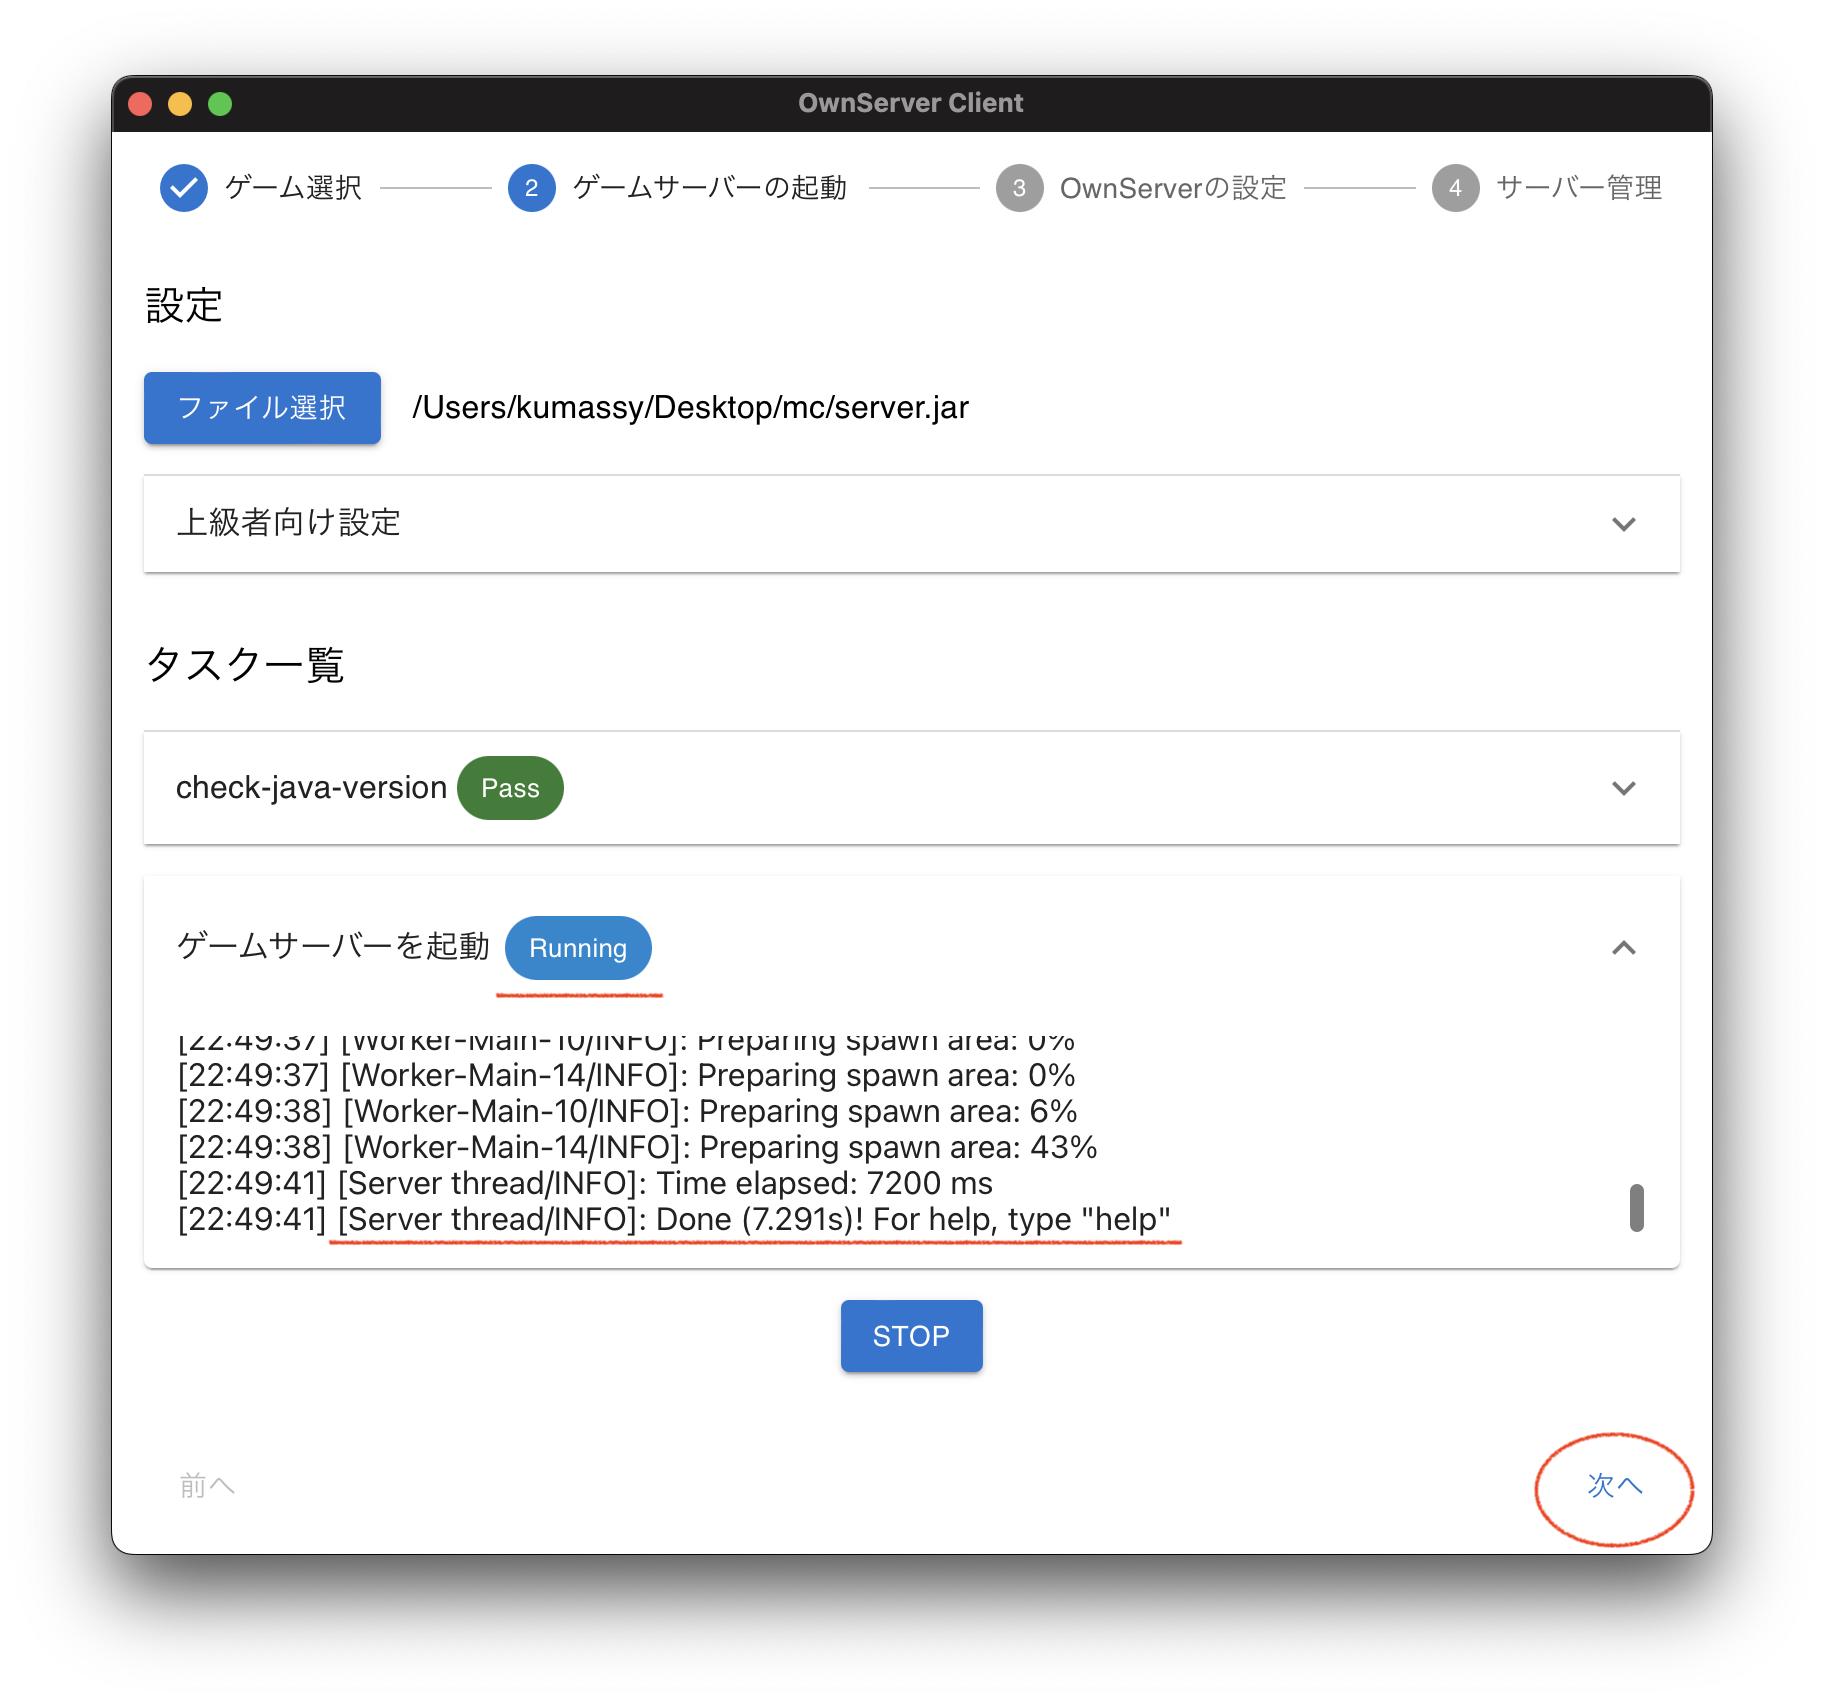 OwnServer Client
ゲーム選択 2 ゲームサーバーの起動 3 OwnServerの設定 4 サーバー管理
設定
ファイル選択 /Users/kumassy/Desktop/mc/server.jar
上級者向け設定
タスク一覧
check-java-version Pass
ゲームサーバーを起動 Running
[22:49:37] [Worker-Main-10/INFO]: Preparing spawn area: 0%
[22:49:37] [Worker-Main-14/INFO]: Preparing spawn area: 0%
[22:49:38] [Worker-Main-10/INFO]: Preparing spawn area: 6%
[22:49:38] [Worker-Main-14/INFO]: Preparing spawn area: 43%
[22:49:41] [Server thread/INFO]: Time elapsed: 7200 ms
[22:49:41] [Server thread/INFO]: Done (7.291s)! For help, type "help"
STOP
前へ 次へ